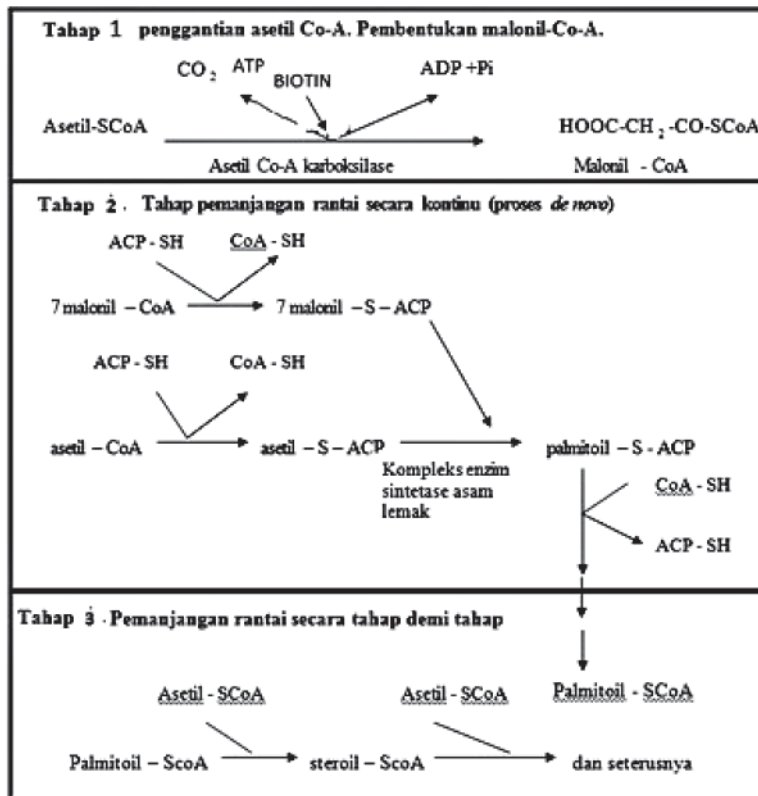 Tahap 1 penggantian asetil Co-A. Pembentukan malonil-Co-A.
CO 2 ATP BIOTIN ADP +Pi
Asetil-SCoA HOOC-CH 2 -CO-SCoA
Asetil Co-A karboksilase Malonil - CoA
Tahap 2. Tahap pemanjangan rantai secara kontinu (proses de novo)
ACP - SH CoA - SH
7 malonil – CoA 7 malonil – S – ACP
ACP - SH CoA - SH
asetil – CoA asetil – S – ACP palmitoil – S - ACP
Kompleks enzim
sintetase asam
lemak
CoA - SH
ACP - SH
Tahap 3 . Pemanjangan rantai secara tahap demi tahap
Asetil - SCoA Asetil - SCoA Palmitoil - SCoA
Palmitoil – ScoA steroil – ScoA dan seterusnya